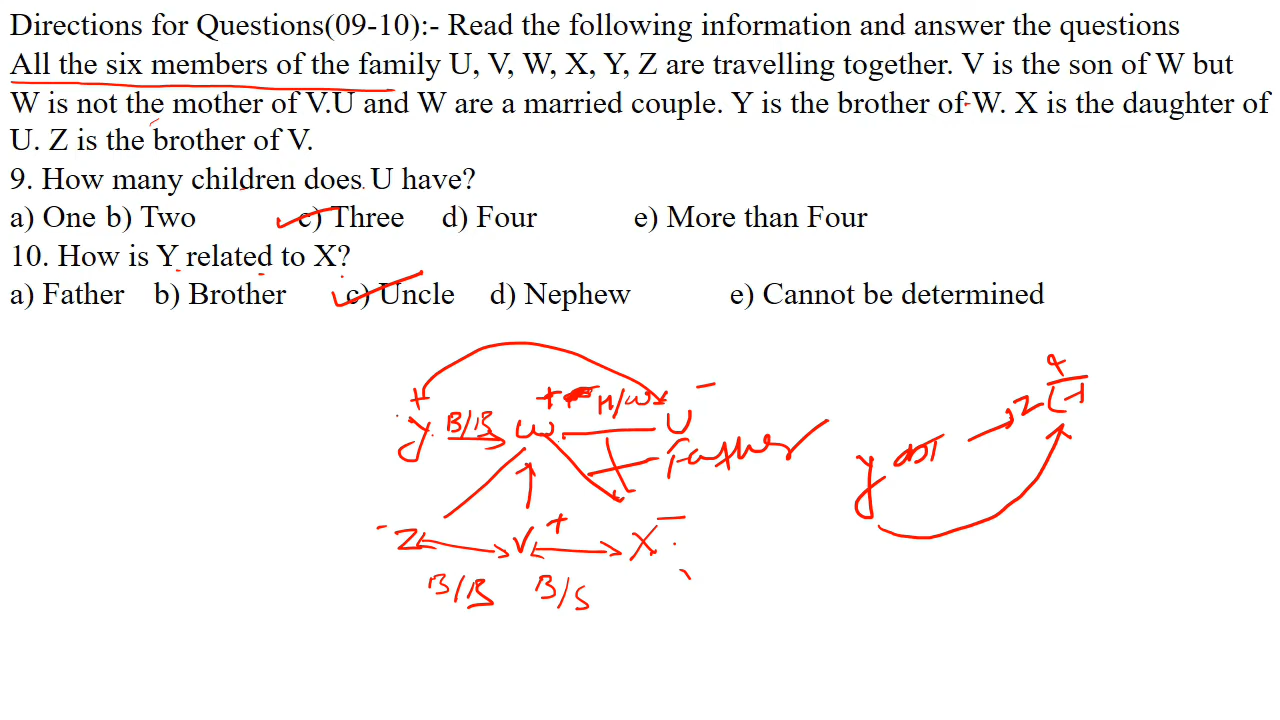 Directions for Questions(09-10):- Read the following information and answer the questions
All the six members of the family U, V, W, X, Y, Z are travelling together. V is the son of W but
W is not the mother of V.U and W are a married couple. Y is the brother of W. X is the daughter of
U. Z is the brother of V.
9. How many children does U have?
a) One b) Two c) Three d) Four e) More than Four
10. How is Y related to X?
a) Father b) Brother c) Uncle d) Nephew e) Cannot be determined
+ + H/W -
y B/B W U
Father
Z V + X -
B/B B/S
y